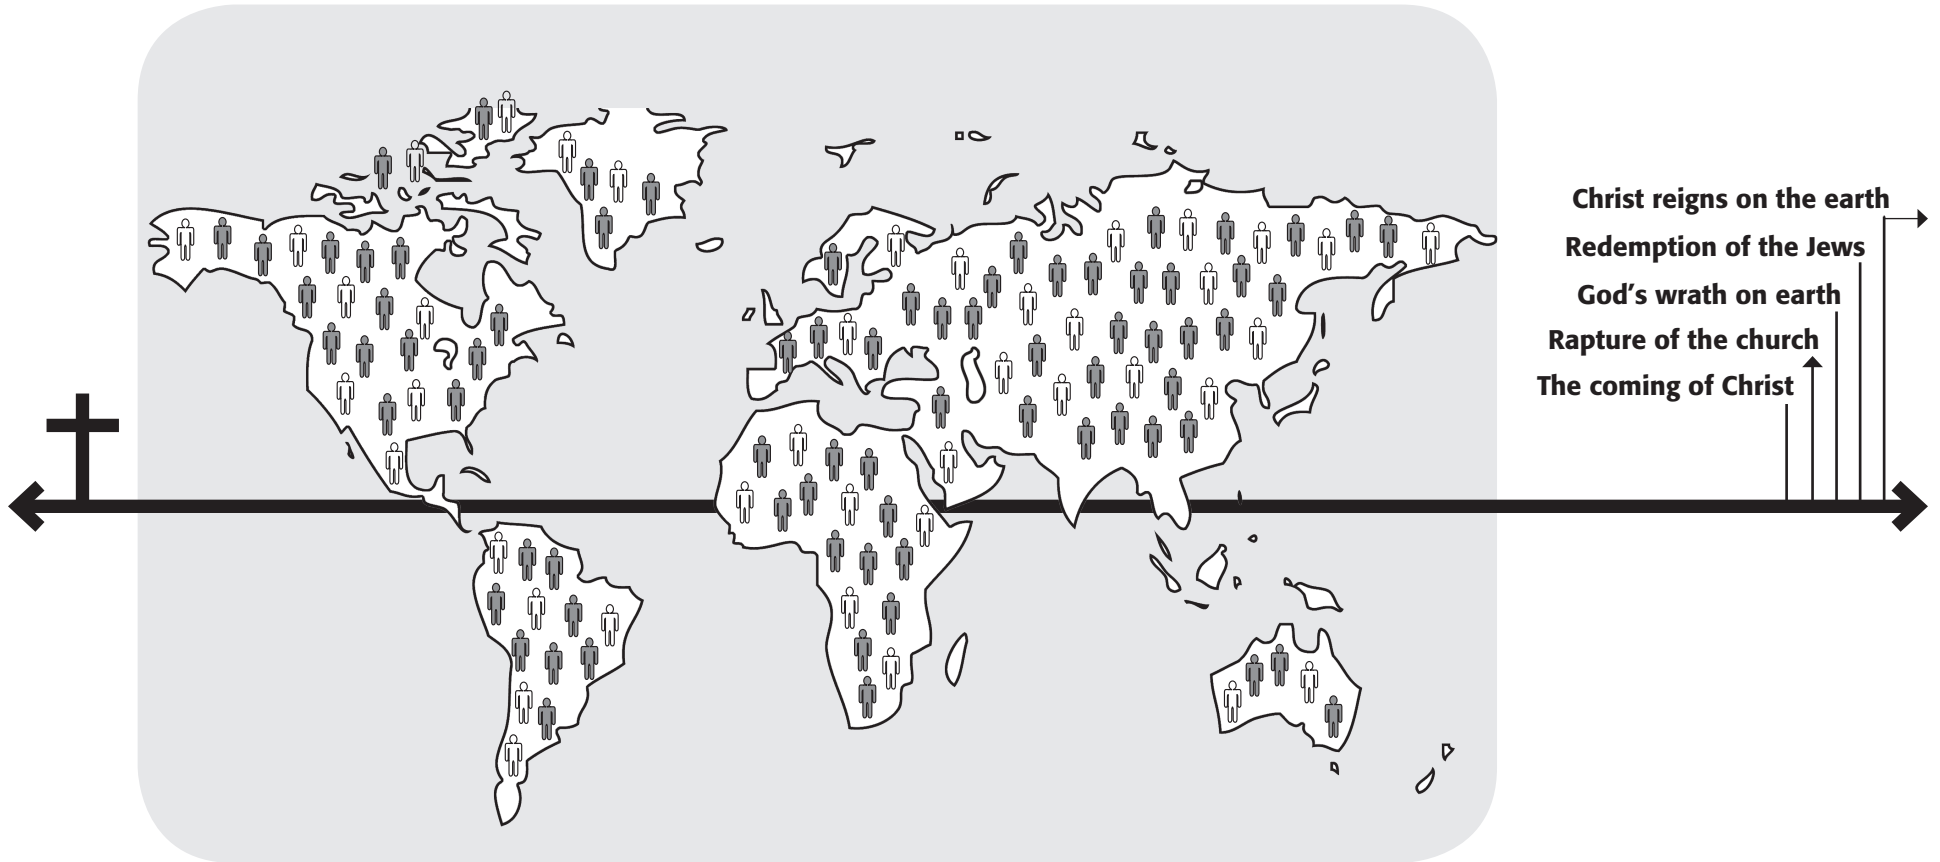 Christ reigns on the earth
Redemption of the Jews
God’s wrath on earth
Rapture of the church
The coming of Christ